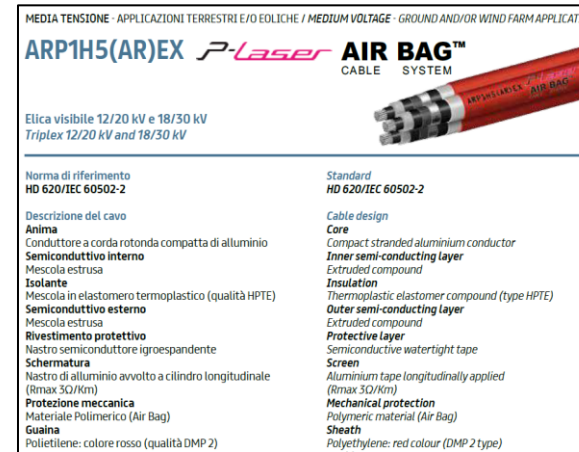 MEDIA TENSIONE - APPLICAZIONI TERRESTRI E/O EOLICHE / MEDIUM VOLTAGE - GROUND AND/OR WIND FARM
ARP1H5(AR)EX P-Laser AIR BAG™
CABLE SYSTEM
ARP1H5(AR)EX P-Laser AIR BAG
Elica visibile 12/20 kV e 18/30 kV
Triplex 12/20 kV and 18/30 kV
Norma di riferimento
HD 620/IEC 60502-2
Descrizione del cavo
Anima
Conduttore a corda rotonda compatta di alluminio
Semiconduttivo interno
Mescola estrusa
Isolante
Mescola in elastomero termoplastico (qualità HPTE)
Semiconduttivo esterno
Mescola estrusa
Rivestimento protettivo
Nastro semiconduttore igroespandente
Schermatura
Nastro di alluminio avvolto a cilindro longitudinale
(Rmax 3Ω/Km)
Protezione meccanica
Materiale Polimerico (Air Bag)
Guaina
Polietilene: colore rosso (qualità DMP 2)
Standard
HD 620/IEC 60502-2
Cable design
Core
Compact stranded aluminium conductor
Inner semi-conducting layer
Extruded compound
Insulation
Thermoplastic elastomer compound (type HPTE)
Outer semi-conducting layer
Extruded compound
Protective layer
Semiconductive watertight tape
Screen
Aluminium tape longitudinally applied
(Rmax 3Ω/Km)
Mechanical protection
Polymeric material (Air Bag)
Sheath
Polyethylene: red colour (DMP 2 type)